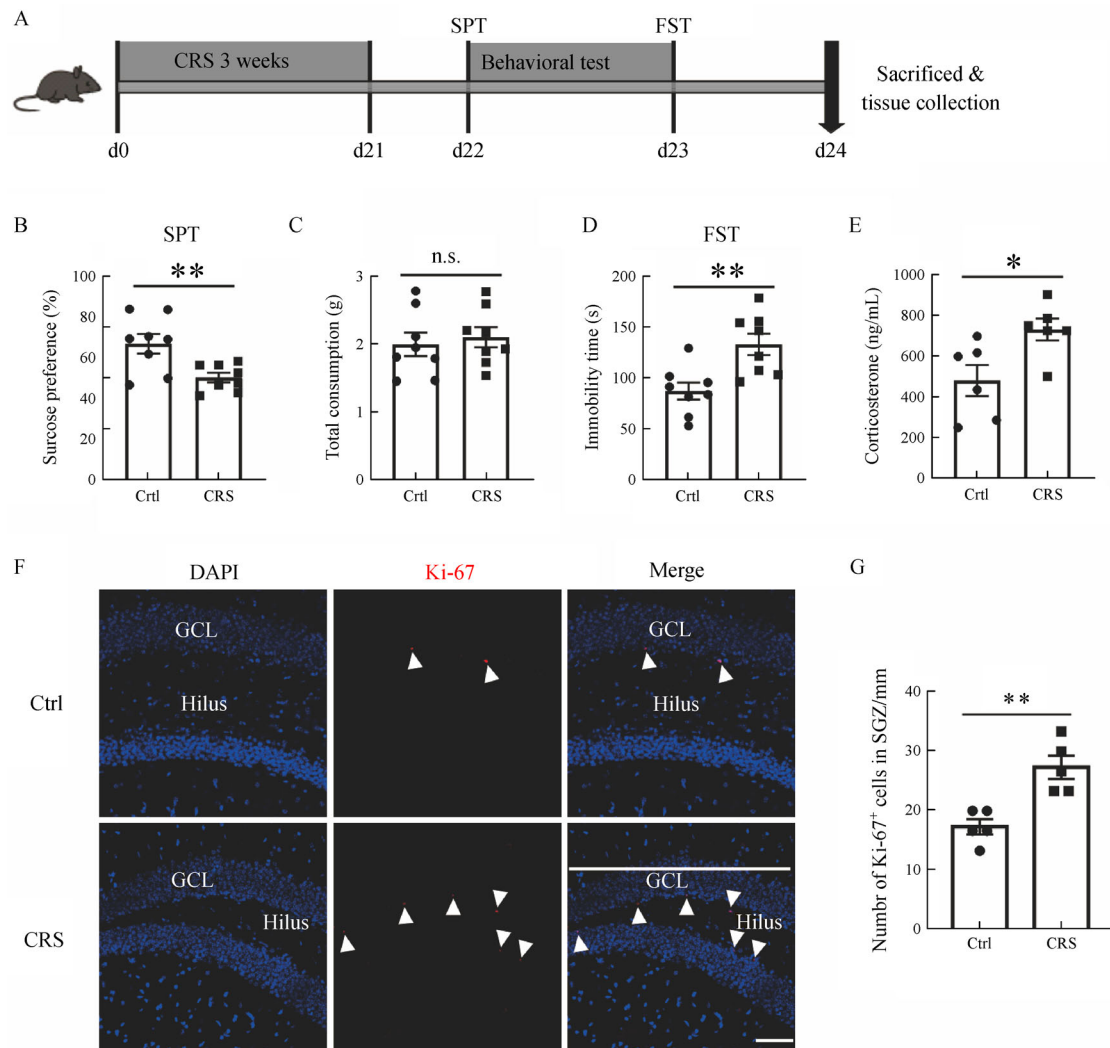 A
SPT
FST
CRS 3 weeks
Behavioral test
Sacrificed &
tissue collection
d0
d21
d22
d23
d24
B
SPT
**
Surcose preference (%)
100
80
60
40
20
0
Crtl
CRS
C
n.s.
Total consumption (g)
3
2
1
0
Crtl
CRS
D
FST
**
Immobility time (s)
200
150
100
50
0
Crtl
CRS
E
*
Corticosterone (ng/mL)
1000
800
600
400
200
0
Crtl
CRS
F
DAPI
Ki-67
Merge
Ctrl
GCL
Hilus
GCL
Hilus
CRS
GCL
Hilus
GCL
Hilus
G
**
Numbr of Ki-67⁺ cells in SGZ/mm
40
30
20
10
0
Ctrl
CRS